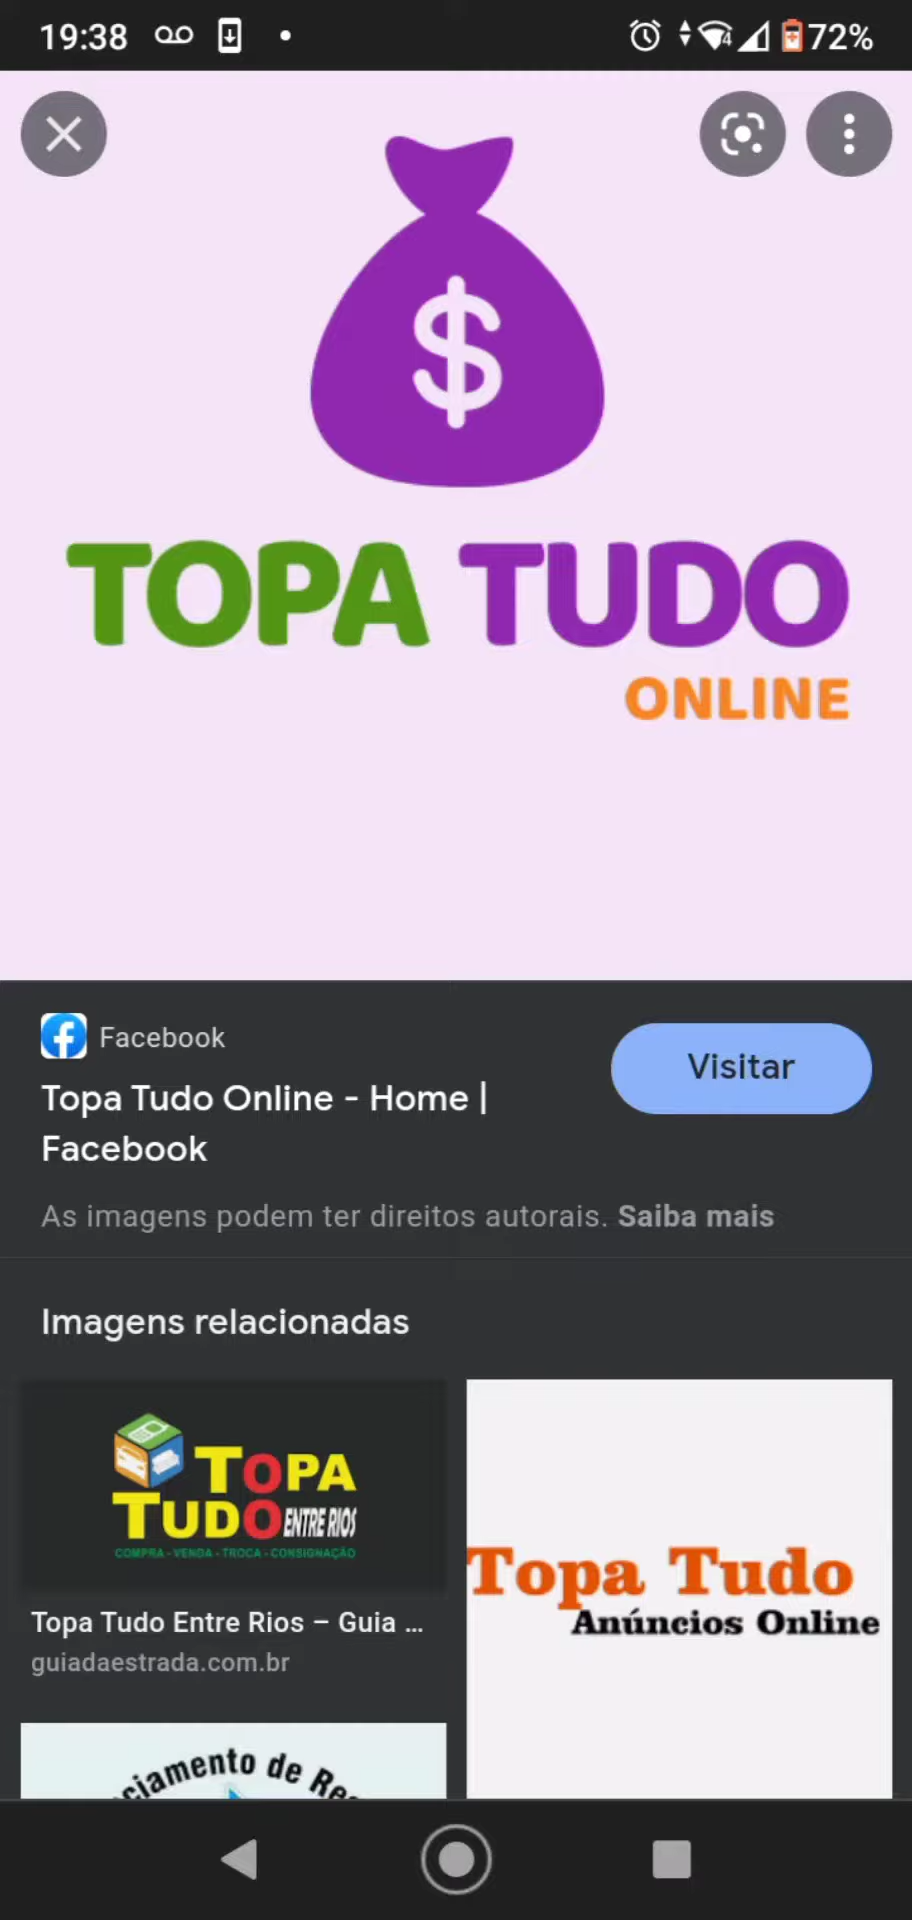 19:38
4
72%
$
TOPA TUDO
ONLINE
Facebook
Visitar
Topa Tudo Online - Home |
Facebook
As imagens podem ter direitos autorais. Saiba mais
Imagens relacionadas
TOPA
TUDO ENTRE RIOS
COMPRA - VENDA - TROCA - CONSIGNAÇÃO
Topa Tudo Entre Rios – Guia ...
guiadaestrada.com.br
Topa Tudo
Anúncios Online
de